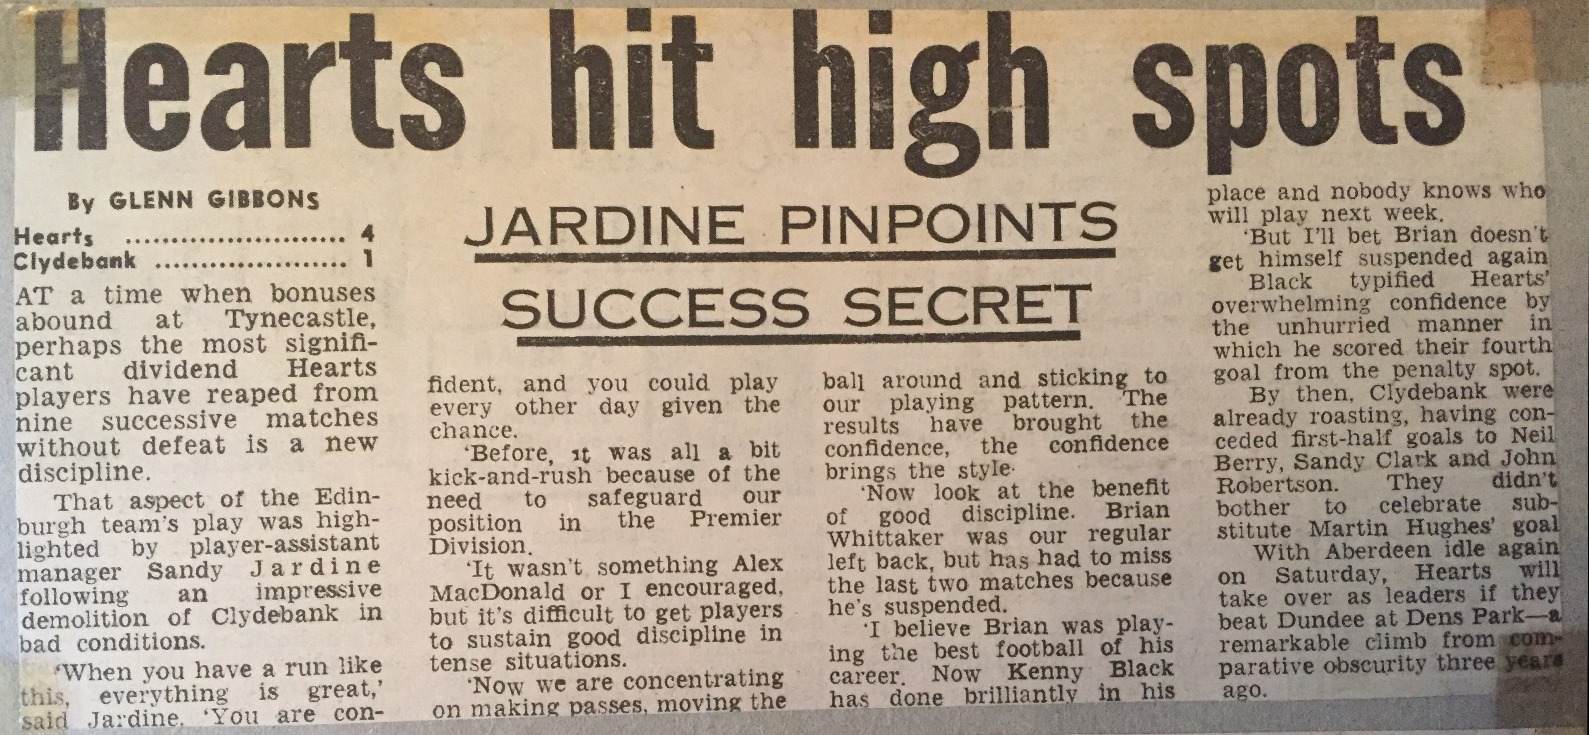 Hearts hit high spots
By GLENN GIBBONS
Hearts ........................ 4
Clydebank ..................... 1
AT a time when bonuses
abound at Tynecastle,
perhaps the most signifi-
cant dividend Hearts
players have reaped from
nine successive matches
without defeat is a new
discipline.
That aspect of the Edin-
burgh team's play was high-
lighted by player-assistant
manager Sandy Jardine
following an impressive
demolition of Clydebank in
bad conditions.
'When you have a run like
this, everything is great,'
said Jardine. 'You are con-
JARDINE PINPOINTS
SUCCESS SECRET
fident, and you could play
every other day given the
chance.
'Before, it was all a bit
kick-and-rush because of the
need to safeguard our
position in the Premier
Division.
'It wasn't something Alex
MacDonald or I encouraged,
but it's difficult to get players
to sustain good discipline in
tense situations.
'Now we are concentrating
on making passes, moving the
ball around and sticking to
our playing pattern. The
results have brought the
confidence, the confidence
brings the style.
'Now look at the benefit
of good discipline. Brian
Whittaker was our regular
left back, but has had to miss
the last two matches because
he's suspended.
'I believe Brian was play-
ing the best football of his
career. Now Kenny Black
has done brilliantly in his
place and nobody knows who
will play next week.
'But I'll bet Brian doesn't
get himself suspended again
Black typified Hearts'
overwhelming confidence by
the unhurried manner in
which he scored their fourth
goal from the penalty spot.
By then, Clydebank were
already roasting, having con-
ceded first-half goals to Neil
Berry, Sandy Clark and John
Robertson. They didn't
bother to celebrate sub-
stitute Martin Hughes' goal
With Aberdeen idle again
on Saturday, Hearts will
take over as leaders if they
beat Dundee at Dens Park—a
remarkable climb from com-
parative obscurity three years
ago.